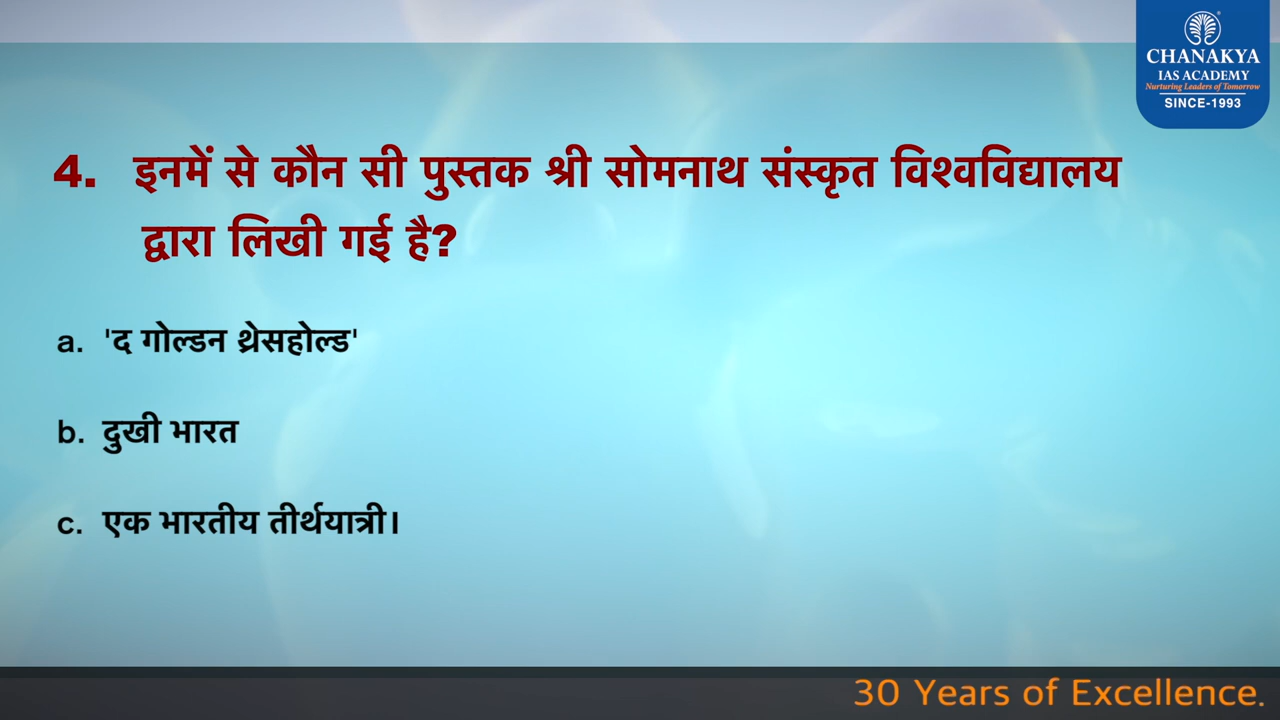 CHANAKYA
IAS ACADEMY
Nurturing Leaders of Tomorrow
SINCE-1993
4. इनमें से कौन सी पुस्तक श्री सोमनाथ संस्कृत विश्वविद्यालय
द्वारा लिखी गई है?
a. 'द गोल्डन थ्रेसहोल्ड'
b. दुखी भारत
c. एक भारतीय तीर्थयात्री।
30 Years of Excellence.